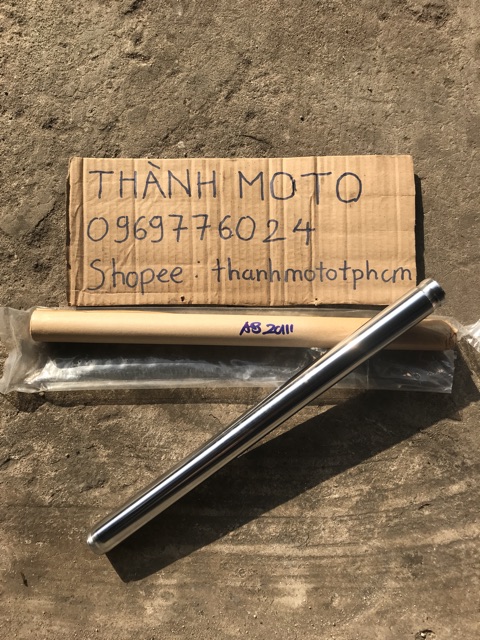 THÀNH MOTO
0969776024
Shopee: thanhmototphcm
AB 2011